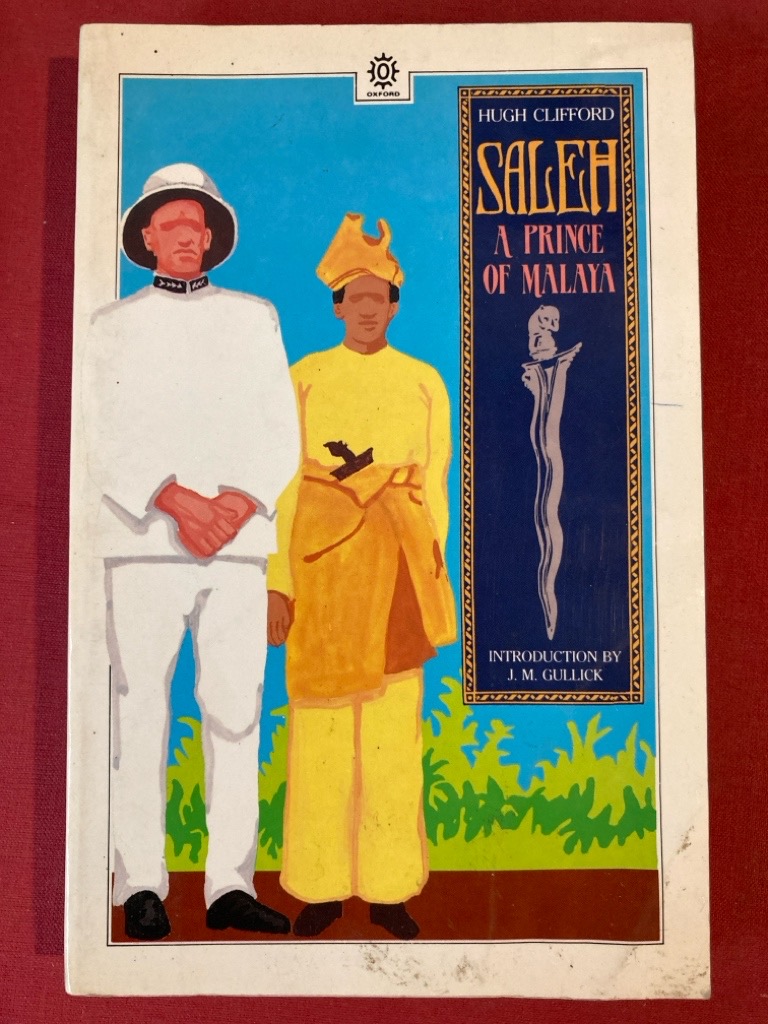 OXFORD
HUGH CLIFFORD
SALEH
A PRINCE
OF MALAYA
INTRODUCTION BY
J. M. GULLICK